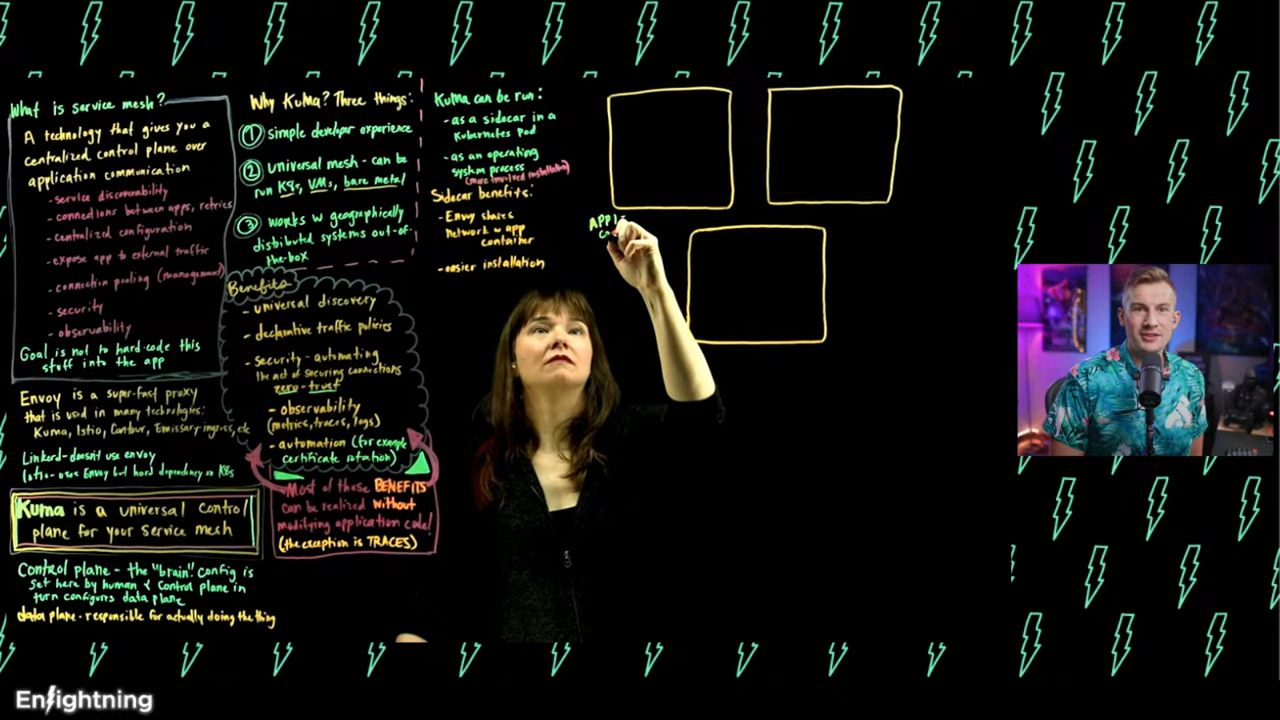 What is service mesh?
A technology that gives you a
centralized control plane over
application communication
- service discoverability
- connections between apps, retries
- centralized configuration
- expose app to external traffic
- connection pooling (management)
- security
- observability
Goal is not to hard-code this
stuff into the app
Envoy is a super-fast proxy
that is used in many technologies:
Kuma, Istio, Contour, Emissary-ingress, etc
Linkerd - doesn't use envoy
Istio - uses Envoy but hard dependency on K8s
Kuma is a universal control
plane for your service mesh
Control plane - the "brain". config is
set here by human & control plane in
turn configures data plane
data plane - responsible for actually doing the thing
Why Kuma? Three things:
1 simple developer experience
2 universal mesh - can be
run K8s, VMs, bare metal
3 works w geographically
distibuted systems out-of-
the-box
Benefits
- universal discovery
- declarative traffic policies
- security - automating
the act of securing connections
zero-trust
- observability
(metrics, traces, logs)
- automation (for example
certificate rotation)
Most of these BENEFITS
can be realized without
modifying application code!
(the exception is TRACES)
Kuma can be run:
- as a sidecar in a
Kubernetes pod
- as an operating
system process
(more involved installation)
Sidecar benefits:
- Envoy shares
network w app
container
- easier installation
Enlightning